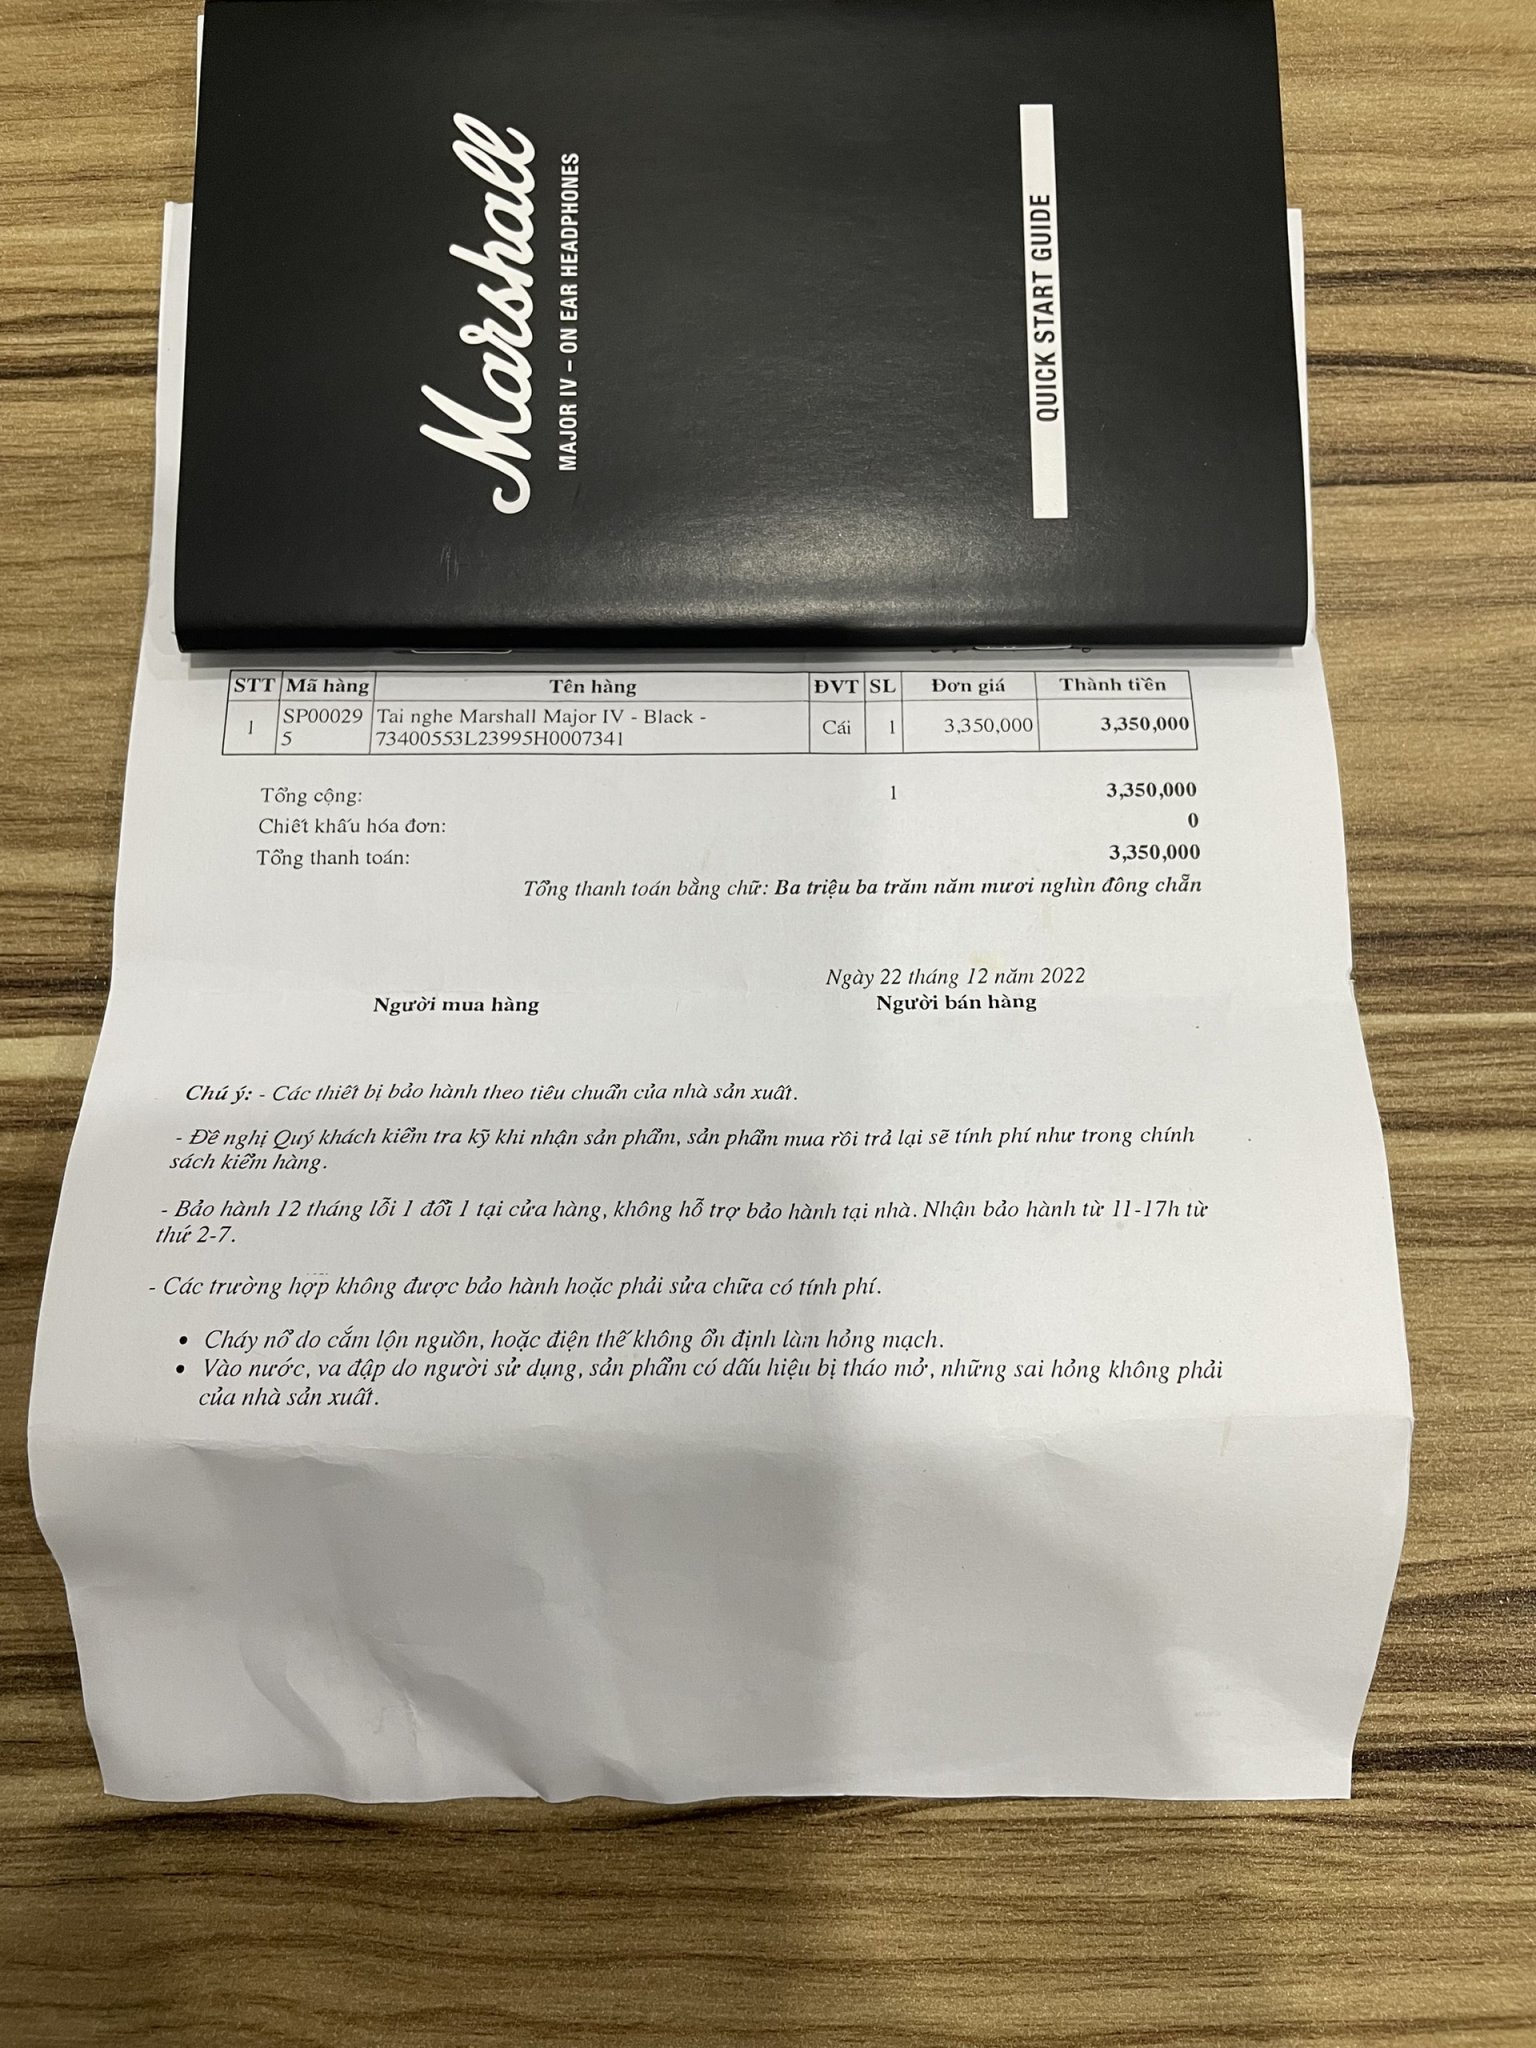 Marshall
MAJOR IV – ON EAR HEADPHONES
QUICK START GUIDE
STT Mã hàng Tên hàng ĐVT SL Đơn giá Thành tiền
1 SP00029 Tai nghe Marshall Major IV - Black - Cái 1 3,350,000 3,350,000
5 73400553L23995H0007341
Tổng cộng: 1 3,350,000
Chiết khấu hóa đơn: 0
Tổng thanh toán: 3,350,000
Tổng thanh toán bằng chữ: Ba triệu ba trăm năm mươi nghìn đồng chẵn
Ngày 22 tháng 12 năm 2022
Người mua hàng Người bán hàng
Chú ý: - Các thiết bị bảo hành theo tiêu chuẩn của nhà sản xuất.
- Đề nghị Quý khách kiểm tra kỹ khi nhận sản phẩm, sản phẩm mua rồi trả lại sẽ tính phí như trong chính
sách kiểm hàng.
- Bảo hành 12 tháng lỗi 1 đổi 1 tại cửa hàng, không hỗ trợ bảo hành tại nhà. Nhận bảo hành từ 11-17h từ
thứ 2-7.
- Các trường hợp không được bảo hành hoặc phải sửa chữa có tính phí.
• Cháy nổ do cắm lộn nguồn, hoặc điện thế không ổn định làm hỏng mạch.
• Vào nước, va đập do người sử dụng, sản phẩm có dấu hiệu bị tháo mở, những sai hỏng không phải
của nhà sản xuất.